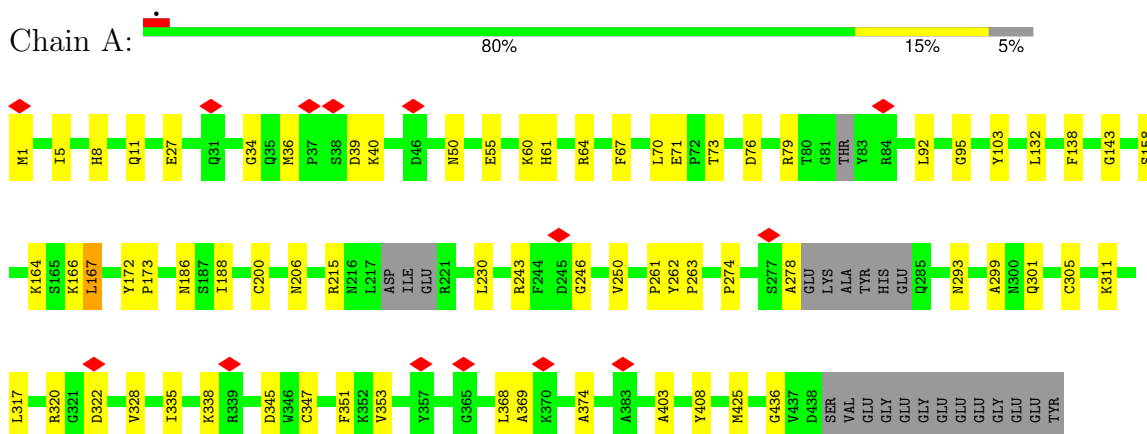 Chain A:
80% 15% 5%
M1 I5 H8 Q11 E27 Q31 G34 Q35 M36 P37 S38 D39 K40 D46 N50 E55 K60 H61 R64 F67 L70 E71 P72 T73 D76 R79 T80 G81 THR Y83 R84 L92 G95 Y103 L132 F138 G143 S158
K164 S165 K166 L167 Y172 P173 N186 S187 I188 C200 N206 R215 N216 L217 ASP ILE GLU R221 L230 R243 F244 D245 G246 V250 P261 Y262 P263 P274 S277 A278 GLU LYS ALA TYR HIS GLU Q285 N293 A299 N300 Q301 C305 K311
L317 R320 G321 D322 V328 I335 K338 R339 D345 W346 C347 F351 K352 V353 Y357 G365 L368 A369 K370 A374 A383 A403 Y408 M425 G436 V437 D438 SER VAL GLU GLY GLU GLY GLU GLU GLU GLY GLU GLU TYR